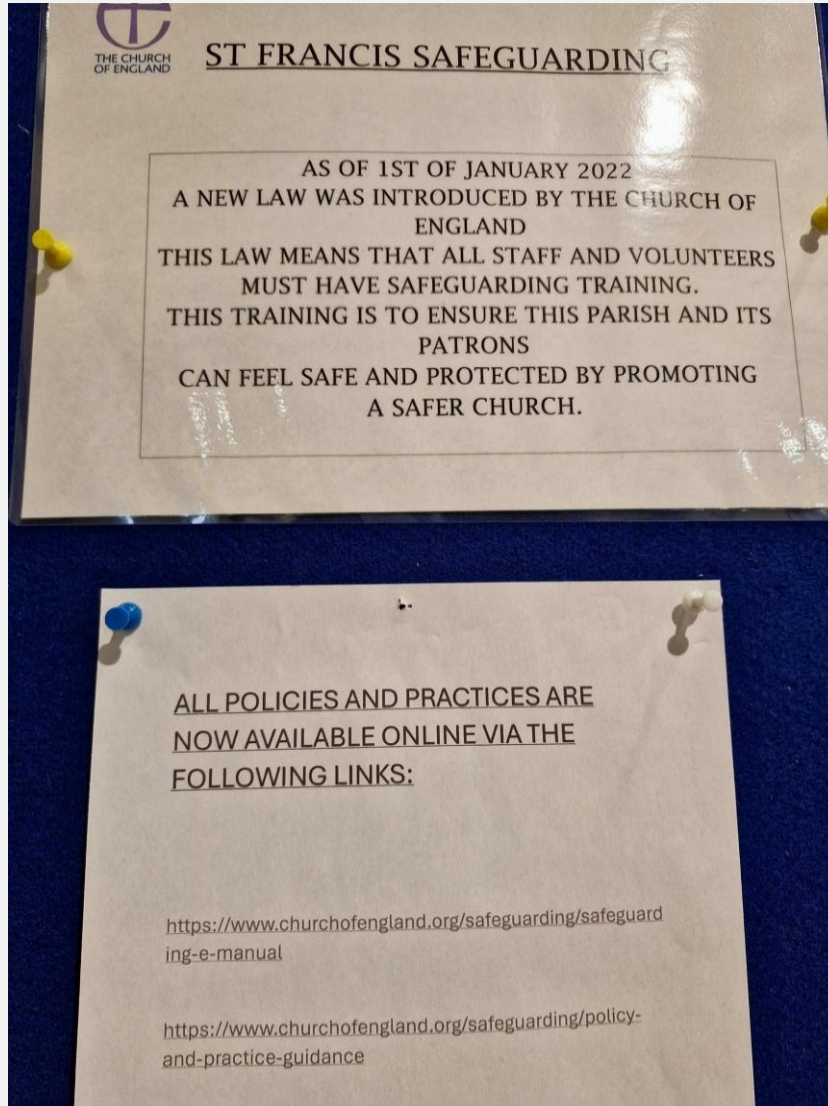 THE CHURCH
OF ENGLAND
ST FRANCIS SAFEGUARDING
AS OF 1ST OF JANUARY 2022
A NEW LAW WAS INTRODUCED BY THE CHURCH OF
ENGLAND
THIS LAW MEANS THAT ALL STAFF AND VOLUNTEERS
MUST HAVE SAFEGUARDING TRAINING.
THIS TRAINING IS TO ENSURE THIS PARISH AND ITS
PATRONS
CAN FEEL SAFE AND PROTECTED BY PROMOTING
A SAFER CHURCH.
ALL POLICIES AND PRACTICES ARE
NOW AVAILABLE ONLINE VIA THE
FOLLOWING LINKS:
https://www.churchofengland.org/safeguarding/safeguard
ing-e-manual
https://www.churchofengland.org/safeguarding/policy-
and-practice-guidance